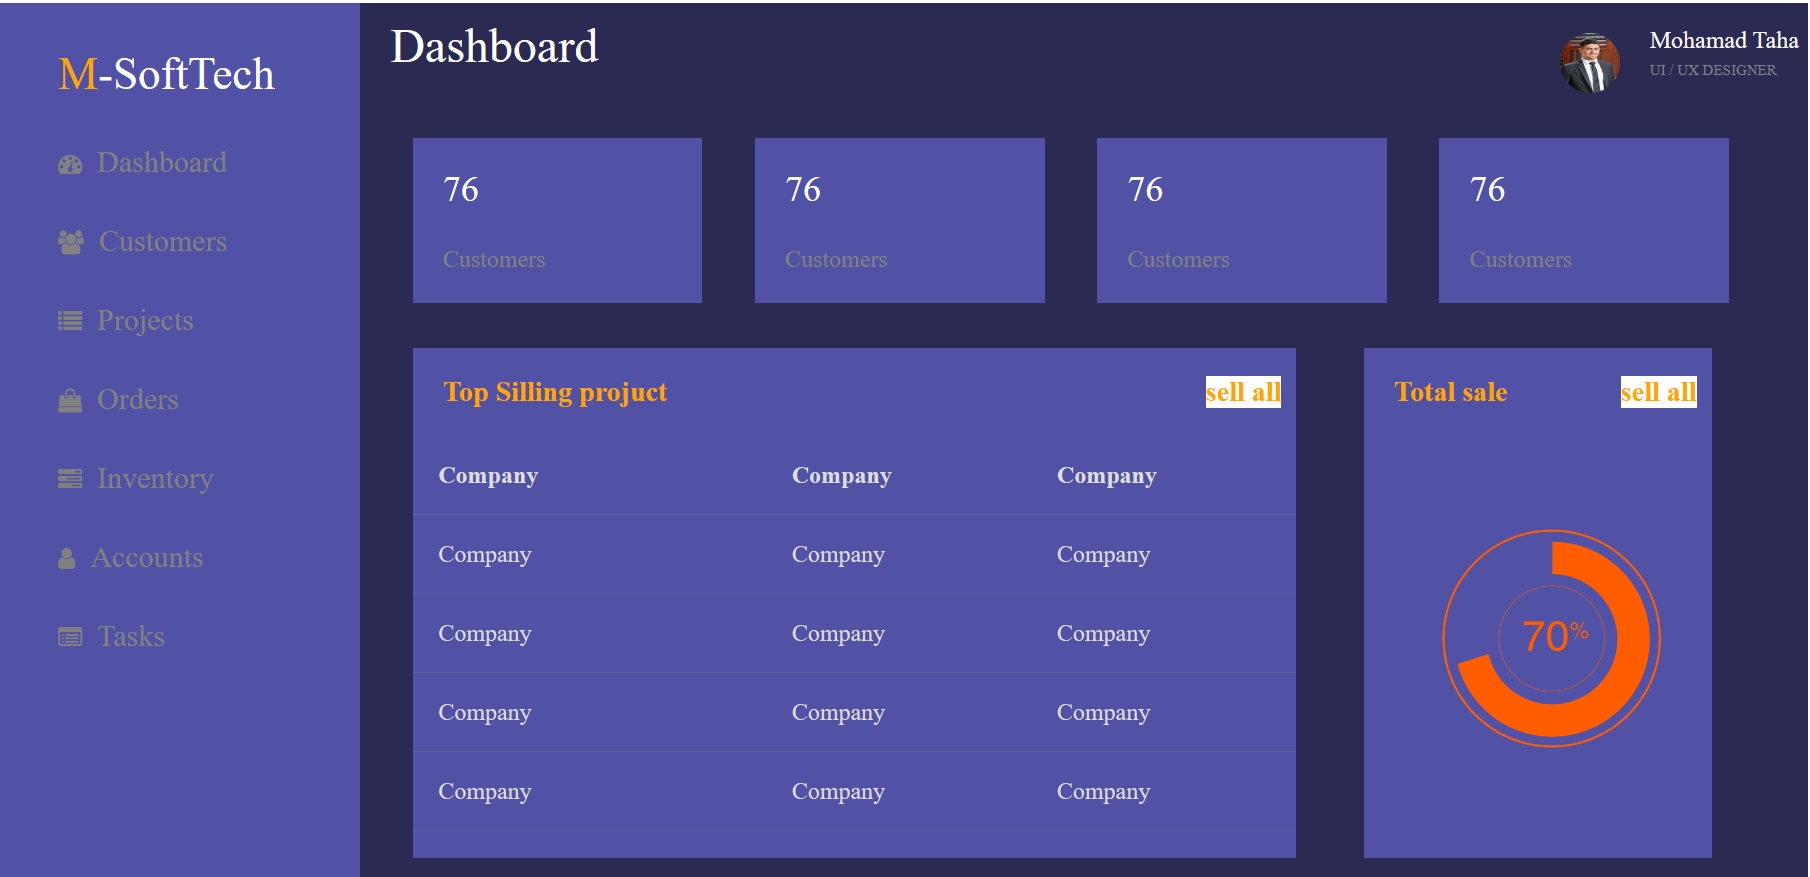 M-SoftTech
Dashboard
Customers
Projects
Orders
Inventory
Accounts
Tasks
Dashboard
Mohamad Taha
UI / UX DESIGNER
76
Customers
76
Customers
76
Customers
76
Customers
Top Silling projuct sell all
Company Company Company
Company Company Company
Company Company Company
Company Company Company
Company Company Company
Total sale sell all
70%